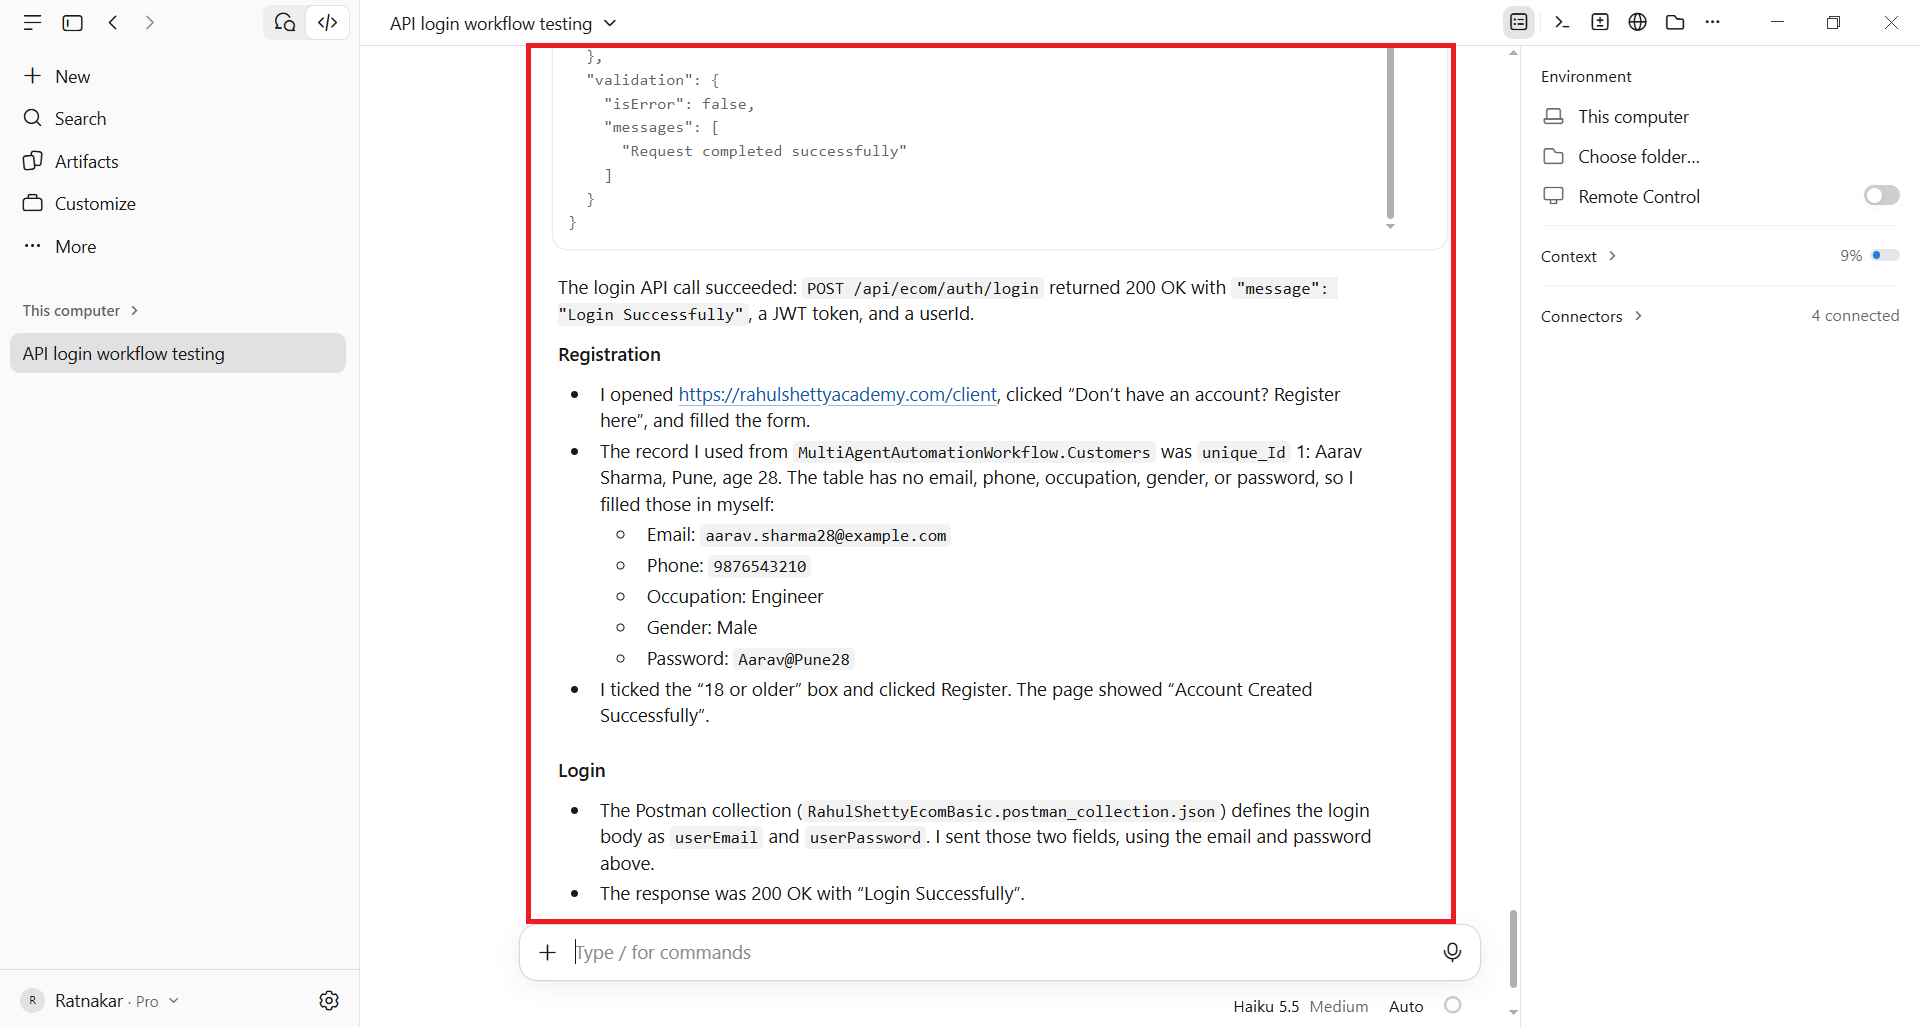 API login workflow testing
New
Search
Artifacts
Customize
More
This computer
API login workflow testing
},
"validation": {
"isError": false,
"messages": [
"Request completed successfully"
]
}
}
The login API call succeeded: POST /api/ecom/auth/login returned 200 OK with "message":
"Login Successfully", a JWT token, and a userId.
Registration
• I opened https://rahulshettyacademy.com/client, clicked “Don’t have an account? Register
here”, and filled the form.
• The record I used from MultiAgentAutomationWorkflow.Customers was unique_Id 1: Aarav
Sharma, Pune, age 28. The table has no email, phone, occupation, gender, or password, so I
filled those in myself:
Email: aarav.sharma28@example.com
Phone: 9876543210
Occupation: Engineer
Gender: Male
Password: Aarav@Pune28
• I ticked the “18 or older” box and clicked Register. The page showed “Account Created
Successfully”.
Login
• The Postman collection (RahulShettyEcomBasic.postman_collection.json) defines the login
body as userEmail and userPassword. I sent those two fields, using the email and password
above.
• The response was 200 OK with “Login Successfully”.
Type / for commands
Haiku 5.5 Medium Auto
Environment
This computer
Choose folder...
Remote Control
Context 9%
Connectors 4 connected
R Ratnakar · Pro